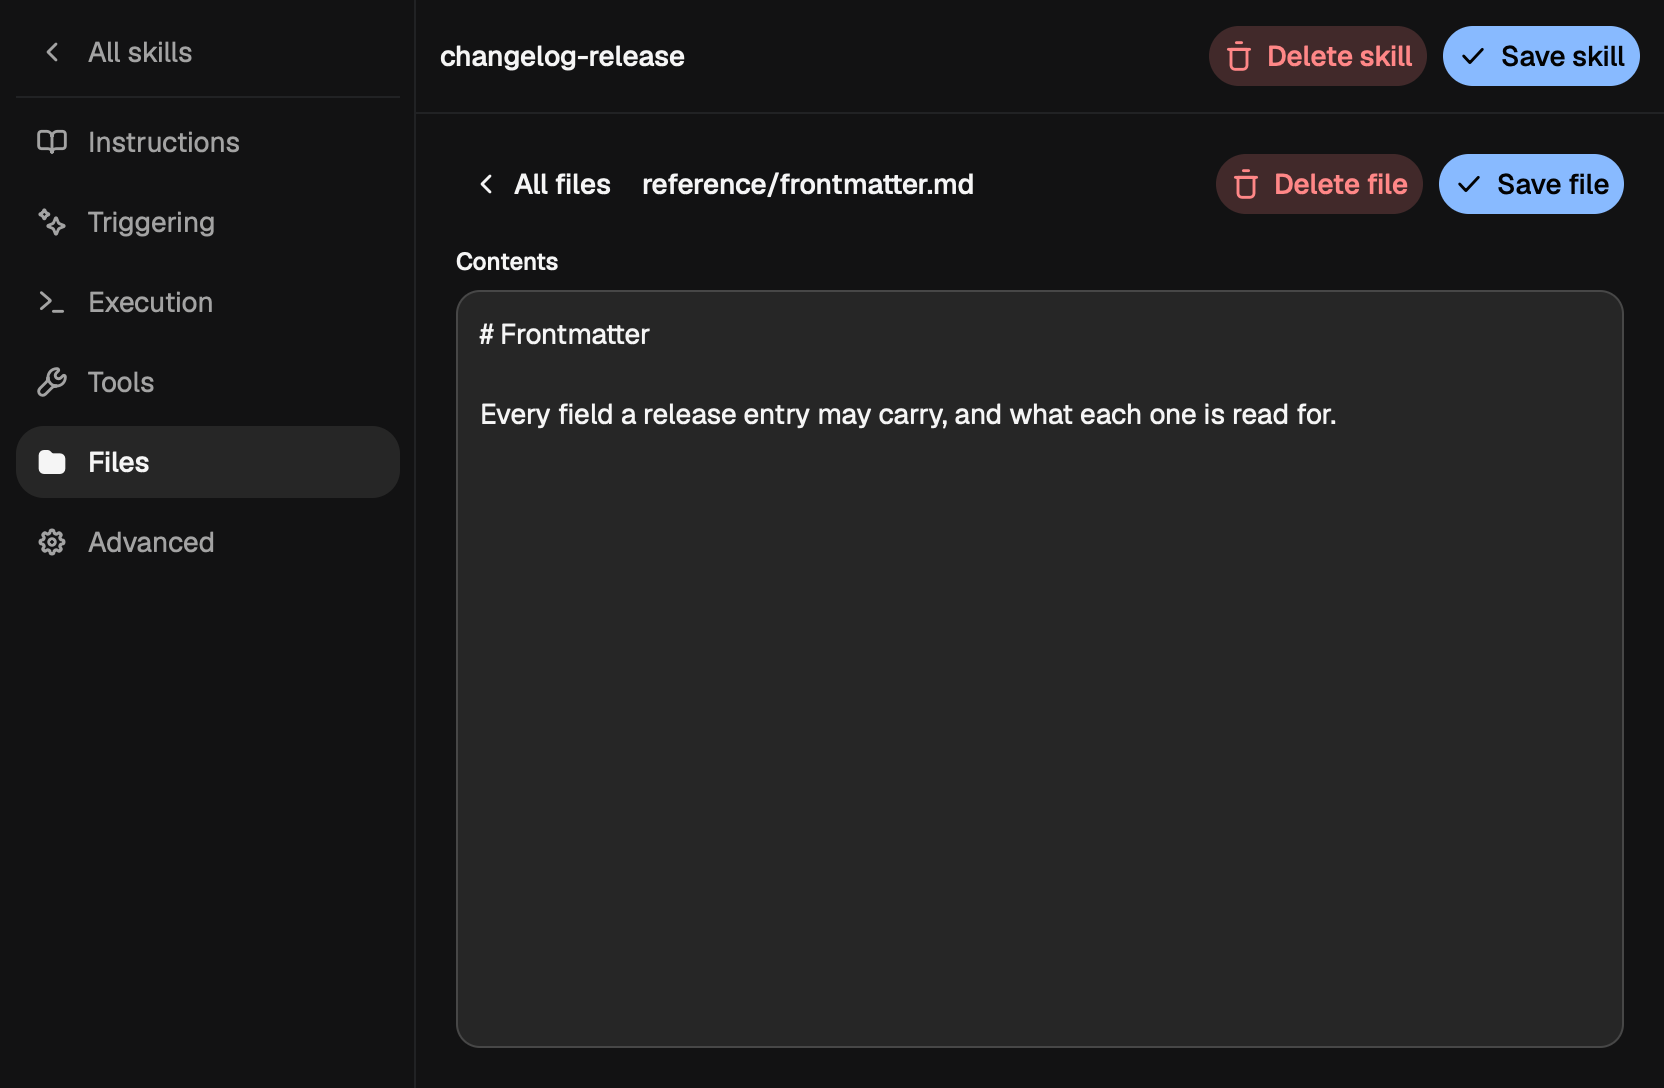 All skills
Instructions
Triggering
Execution
Tools
Files
Advanced
changelog-release
Delete skill
Save skill
All files
reference/frontmatter.md
Delete file
Save file
Contents
# Frontmatter
Every field a release entry may carry, and what each one is read for.